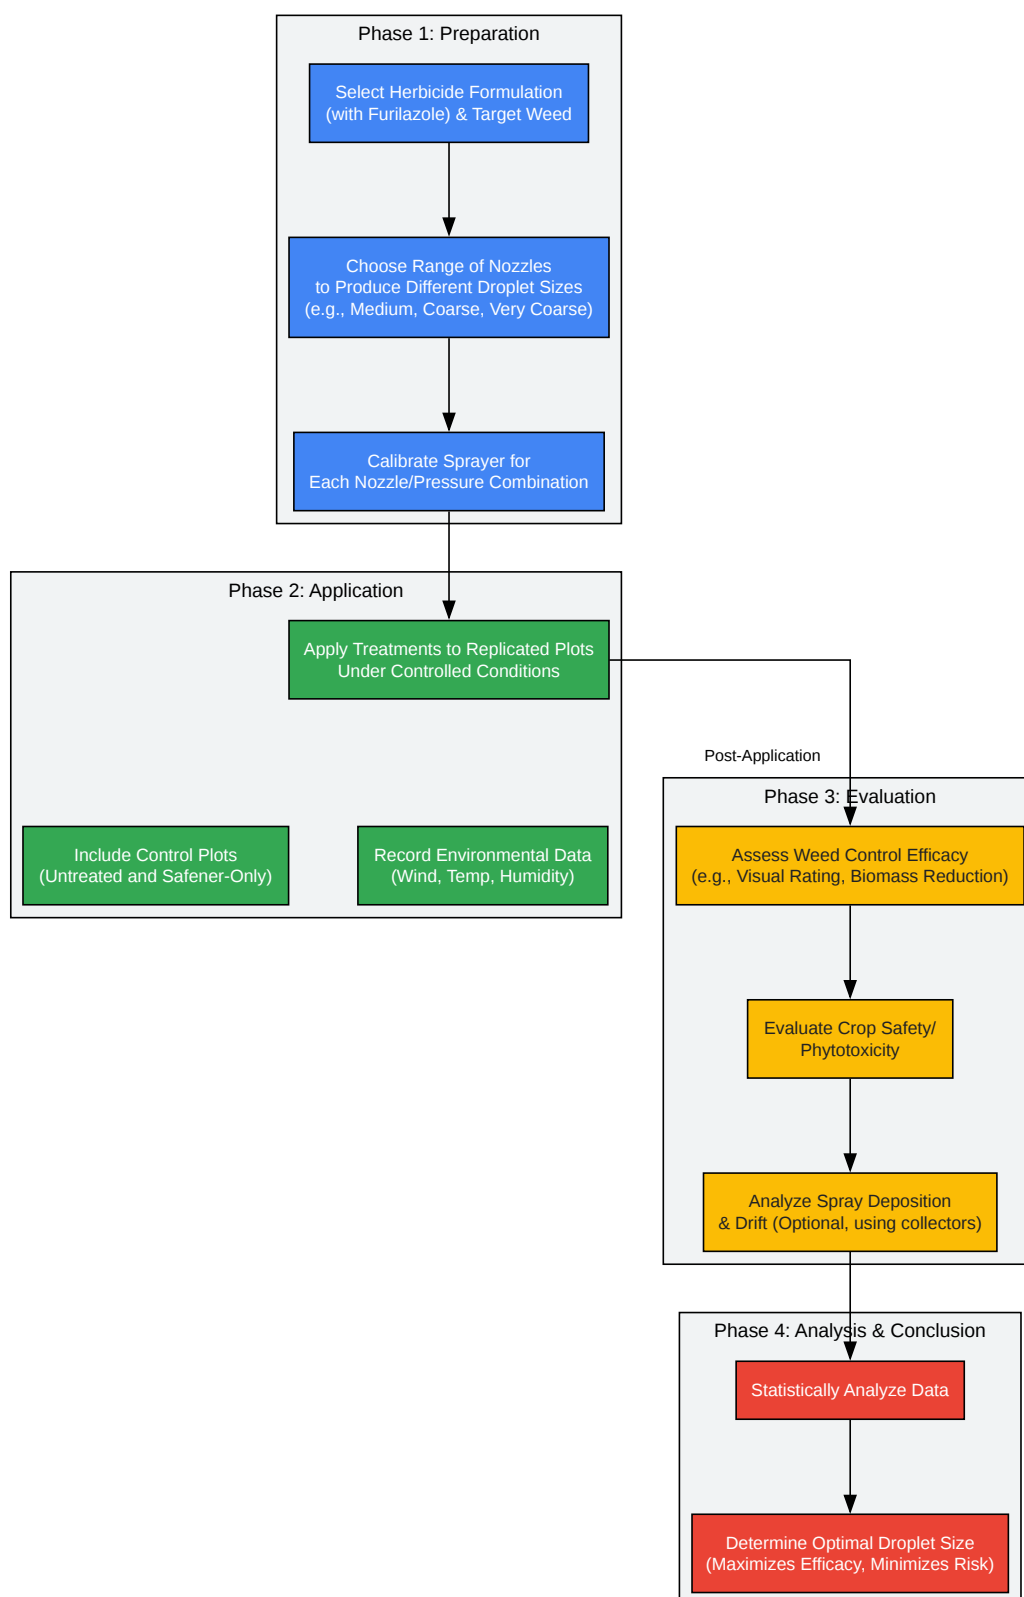 Phase 1: Preparation
Select Herbicide Formulation
(with Furilazole) & Target Weed
Choose Range of Nozzles
to Produce Different Droplet Sizes
(e.g., Medium, Coarse, Very Coarse)
Calibrate Sprayer for
Each Nozzle/Pressure Combination
Phase 2: Application
Apply Treatments to Replicated Plots
Under Controlled Conditions
Include Control Plots
(Untreated and Safener-Only)
Record Environmental Data
(Wind, Temp, Humidity)
Post-Application
Phase 3: Evaluation
Assess Weed Control Efficacy
(e.g., Visual Rating, Biomass Reduction)
Evaluate Crop Safety/
Phytotoxicity
Analyze Spray Deposition
& Drift (Optional, using collectors)
Phase 4: Analysis & Conclusion
Statistically Analyze Data
Determine Optimal Droplet Size
(Maximizes Efficacy, Minimizes Risk)